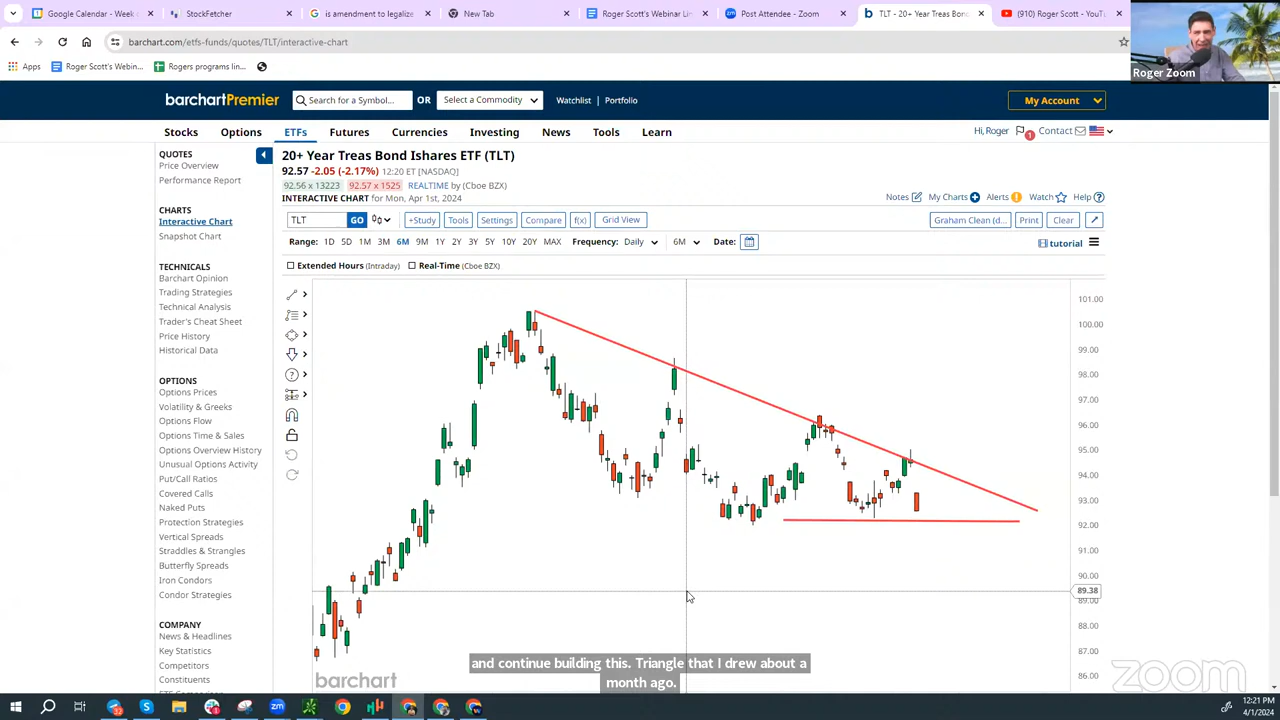 Google Calendar - Week
StockFetcher
is amendment to legalize
New Tab
Roger Scott's Webinar Lin
Post Attendee - Zoom
TLT - 20+ Year Treas Bond
(910) Roger Scott - YouT
barchart.com/etfs-funds/quotes/TLT/interactive-chart
Apps
Roger Scott's Webin...
Rogers programs lin...
Roger Zoom
barchartPremier
Search for a Symbol...
OR
Select a Commodity
Watchlist | Portfolio
My Account
Stocks Options ETFs Futures Currencies Investing News Tools Learn
Hi, Roger
1
Contact
QUOTES
Price Overview
Performance Report
CHARTS
Interactive Chart
Snapshot Chart
TECHNICALS
Barchart Opinion
Trading Strategies
Technical Analysis
Trader's Cheat Sheet
Price History
Historical Data
OPTIONS
Options Prices
Volatility & Greeks
Options Flow
Options Time & Sales
Options Overview History
Unusual Options Activity
Put/Call Ratios
Covered Calls
Naked Puts
Protection Strategies
Vertical Spreads
Straddles & Strangles
Butterfly Spreads
Iron Condors
Condor Strategies
COMPANY
News & Headlines
Key Statistics
Competitors
Constituents
20+ Year Treas Bond Ishares ETF (TLT)
92.57 -2.05 (-2.17%) 12:20 ET [NASDAQ]
92.56 x 13223 92.57 x 1525 REALTIME by (Cboe BZX)
INTERACTIVE CHART for Mon, Apr 1st, 2024
Notes My Charts Alerts Watch Help
TLT GO +Study Tools Settings Compare f(x) Grid View
Graham Clean (d... Print Clear
Range: 1D 5D 1M 3M 6M 9M 1Y 2Y 3Y 5Y 10Y 20Y MAX Frequency: Daily 6M Date:
tutorial
Extended Hours (Intraday) Real-Time (Cboe BZX)
101.00
100.00
99.00
98.00
97.00
96.00
95.00
94.00
93.00
92.00
91.00
90.00
89.38
89.00
88.00
87.00
86.00
barchart
and continue building this. Triangle that I drew about a
month ago.
zoom
12:21 PM
4/1/2024